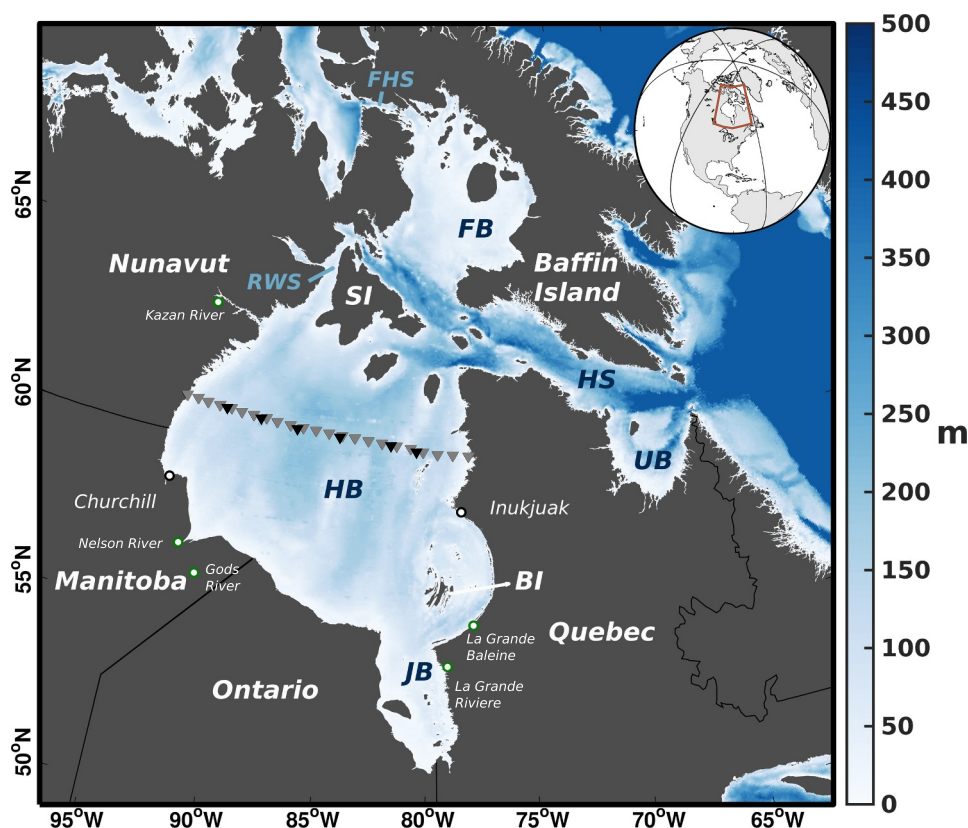 FHS
65°N
FB
Nunavut
Baffin
Island
RWS
SI
Kazan River
60°N
HS
UB
HB
Churchill
Inukjuak
Nelson River
55°N
Manitoba
Gods
River
BI
Quebec
La Grande
Baleine
JB
La Grande
Riviere
Ontario
50°N
95°W
90°W
85°W
80°W
75°W
70°W
65°W
500
450
400
350
300
250
200
150
100
50
0
m